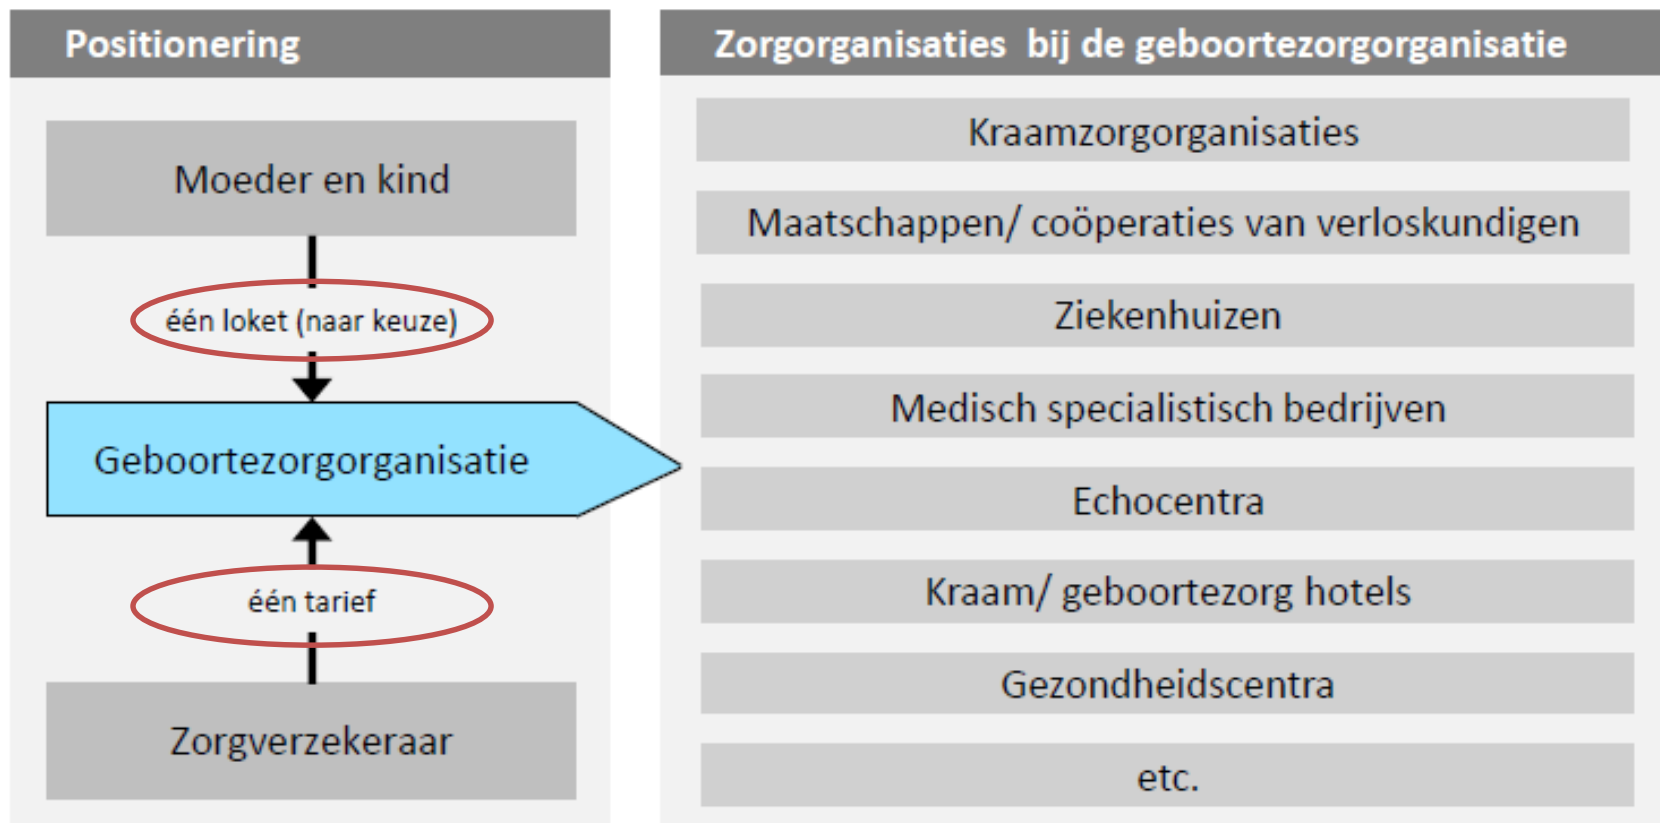 Positionering
Moeder en kind
één loket (naar keuze)
Geboortezorgorganisatie
één tarief
Zorgverzekeraar
Zorgorganisaties bij de geboortezorgorganisatie
Kraamzorgorganisaties
Maatschappen/ coöperaties van verloskundigen
Ziekenhuizen
Medisch specialistisch bedrijven
Echocentra
Kraam/ geboortezorg hotels
Gezondheidscentra
etc.